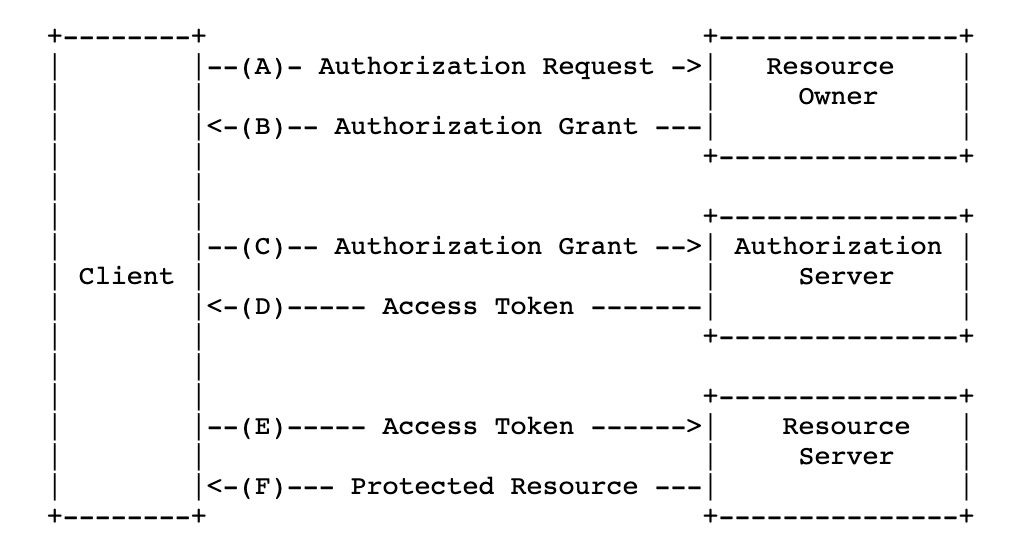 +--------+                               +---------------+
|        |--(A)- Authorization Request ->|   Resource    |
|        |                               |     Owner     |
|        |<-(B)-- Authorization Grant ---|               |
|        |                               +---------------+
|        |
|        |                               +---------------+
|        |--(C)-- Authorization Grant -->| Authorization |
| Client |                               |     Server    |
|        |<-(D)----- Access Token -------|               |
|        |                               +---------------+
|        |
|        |                               +---------------+
|        |--(E)----- Access Token ------>|    Resource   |
|        |                               |     Server    |
|        |<-(F)--- Protected Resource ---|               |
+--------+                               +---------------+